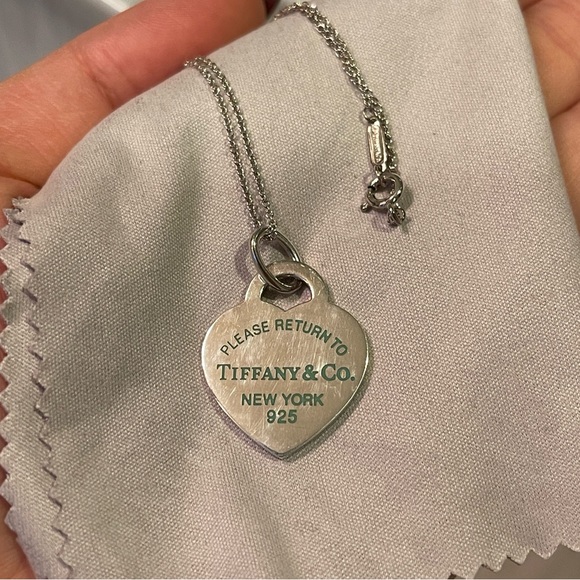 PLEASE RETURN TO
TIFFANY & CO.
NEW YORK
925